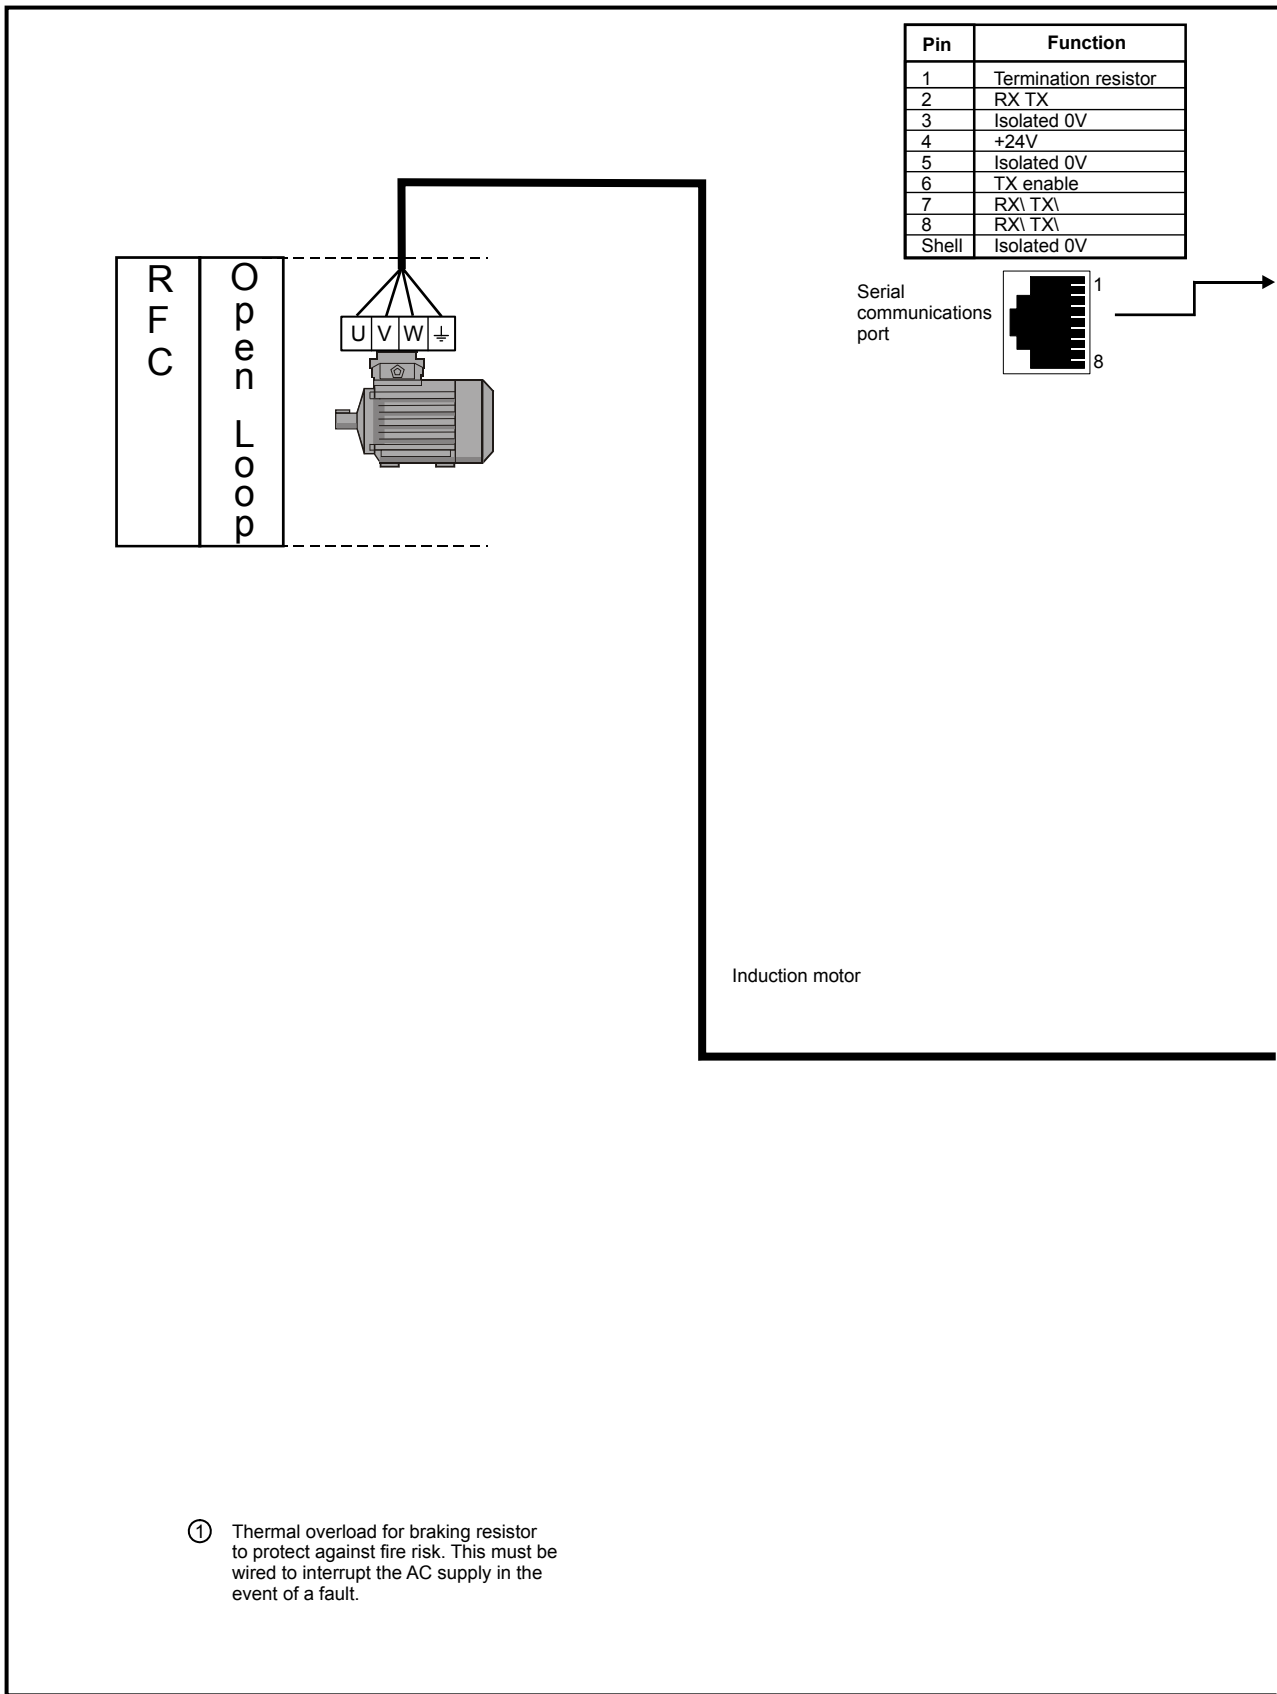 Pin Function
1 Termination resistor
2 RX TX
3 Isolated 0V
4 +24V
5 Isolated 0V
6 TX enable
7 RX\ TX\
8 RX\ TX\
Shell Isolated 0V
RFC
Open Loop
U V W
Serial
communications
port
1
8
Induction motor
1 Thermal overload for braking resistor
to protect against fire risk. This must be
wired to interrupt the AC supply in the
event of a fault.